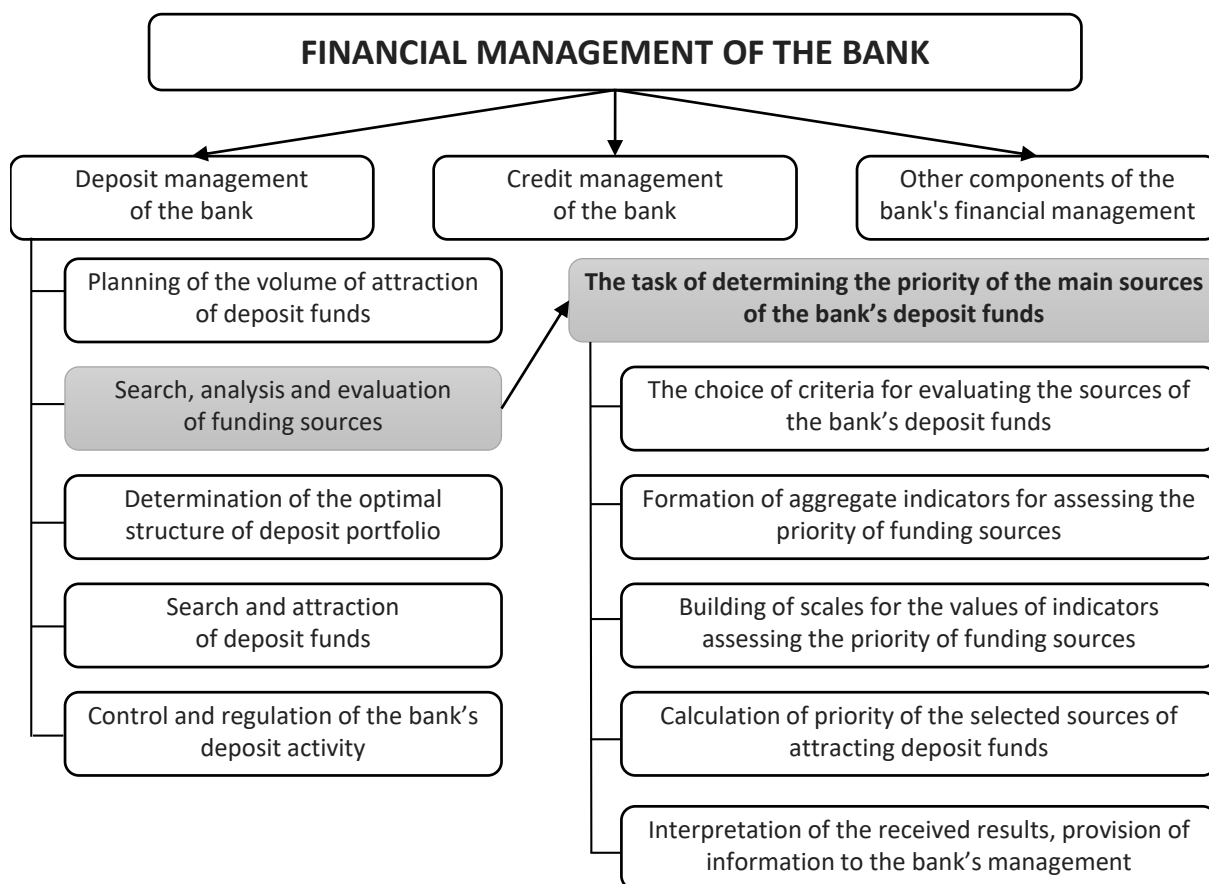 FINANCIAL MANAGEMENT OF THE BANK
Deposit management
of the bank
Credit management
of the bank
Other components of the
bank's financial management
Planning of the volume of attraction
of deposit funds
Search, analysis and evaluation
of funding sources
Determination of the optimal
structure of deposit portfolio
Search and attraction
of deposit funds
Control and regulation of the bank’s
deposit activity
The task of determining the priority of the main sources
of the bank’s deposit funds
The choice of criteria for evaluating the sources of
the bank’s deposit funds
Formation of aggregate indicators for assessing the
priority of funding sources
Building of scales for the values of indicators
assessing the priority of funding sources
Calculation of priority of the selected sources of
attracting deposit funds
Interpretation of the received results, provision of
information to the bank’s management